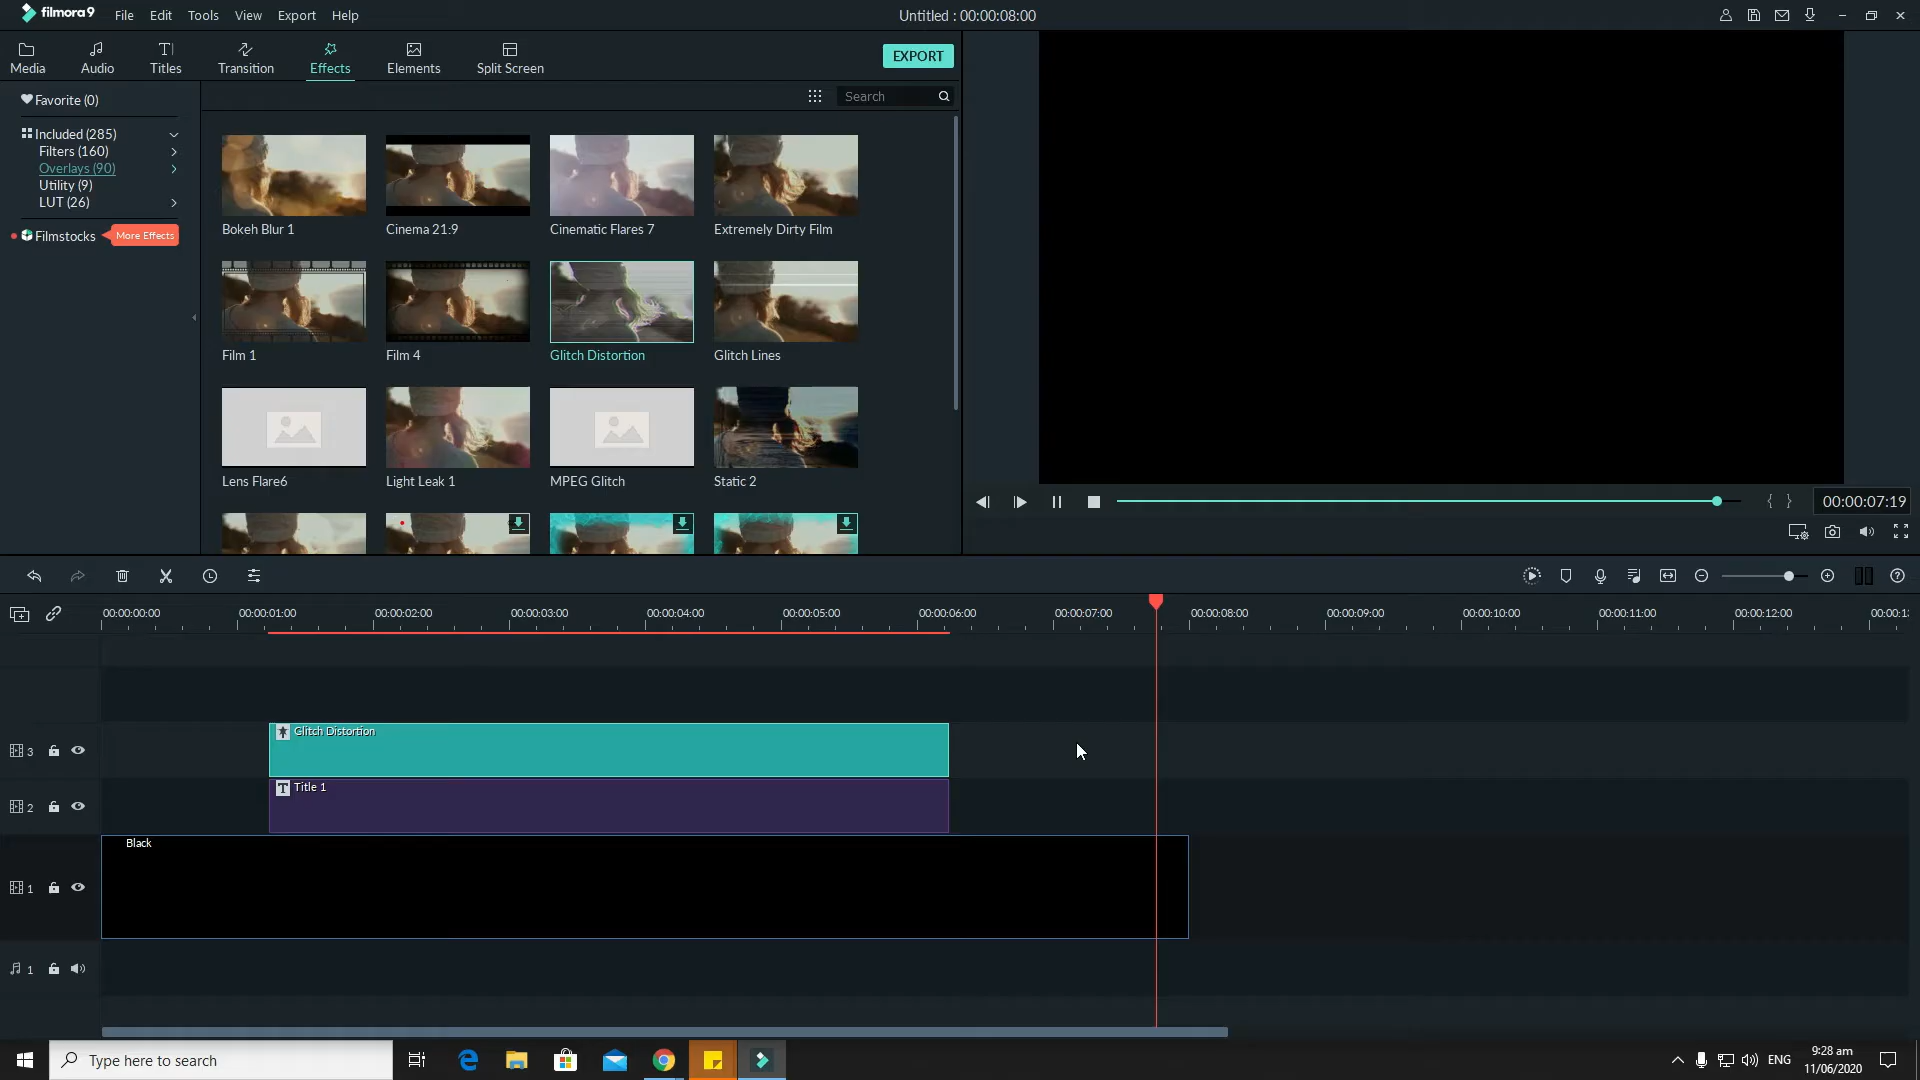 filmora9
File Edit Tools View Export Help
Untitled : 00:00:08:00
Media Audio Titles Transition Effects Elements Split Screen
EXPORT
Favorite (0)
Search
Included (285)
Filters (160)
Overlays (90)
Utility (9)
LUT (26)
Filmstocks More Effects
Bokeh Blur 1 Cinema 21:9 Cinematic Flares 7 Extremely Dirty Film
Film 1 Film 4 Glitch Distortion Glitch Lines
Lens Flare6 Light Leak 1 MPEG Glitch Static 2
{ } 00:00:07:19
00:00:00:00 00:00:01:00 00:00:02:00 00:00:03:00 00:00:04:00 00:00:05:00 00:00:06:00 00:00:07:00 00:00:08:00 00:00:09:00 00:00:10:00 00:00:11:00 00:00:12:00 00:00:1
3 Glitch Distortion
2 T Title 1
1 Black
1
Type here to search
ENG
9:28 am
11/06/2020